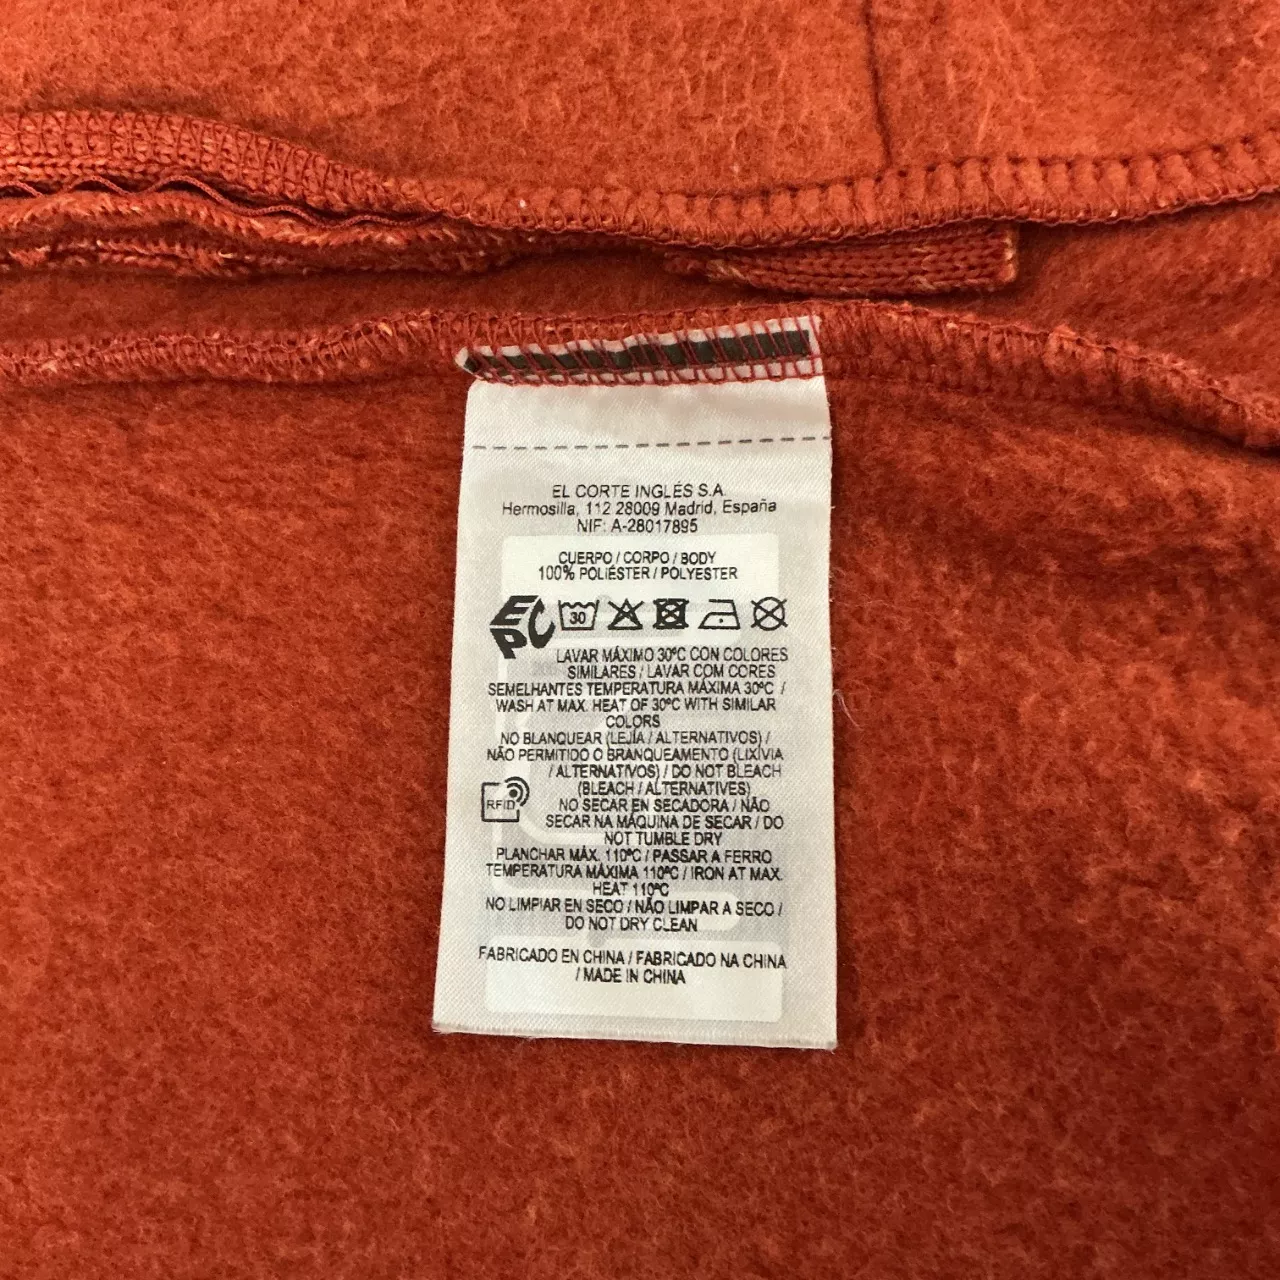 EL CORTE INGLÉS S.A.
Hermosilla, 112 28009 Madrid, España
NIF: A-28017895
CUERPO / CORPO / BODY
100% POLIÉSTER / POLYESTER
EPC
30
LAVAR MÁXIMO 30ºC CON COLORES
SIMILARES / LAVAR COM CORES
SEMELHANTES TEMPERATURA MÁXIMA 30ºC /
WASH AT MAX. HEAT OF 30ºC WITH SIMILAR
COLORS
NO BLANQUEAR (LEJÍA / ALTERNATIVOS) /
NÃO PERMITIDO O BRANQUEAMENTO (LIXÍVIA
/ ALTERNATIVOS) / DO NOT BLEACH
(BLEACH / ALTERNATIVES)
RFID
NO SECAR EN SECADORA / NÃO
SECAR NA MÁQUINA DE SECAR / DO
NOT TUMBLE DRY
PLANCHAR MÁX. 110ºC / PASSAR A FERRO
TEMPERATURA MÁXIMA 110ºC / IRON AT MAX.
HEAT 110ºC
NO LIMPIAR EN SECO / NÃO LIMPAR A SECO /
DO NOT DRY CLEAN
FABRICADO EN CHINA / FABRICADO NA CHINA
/ MADE IN CHINA